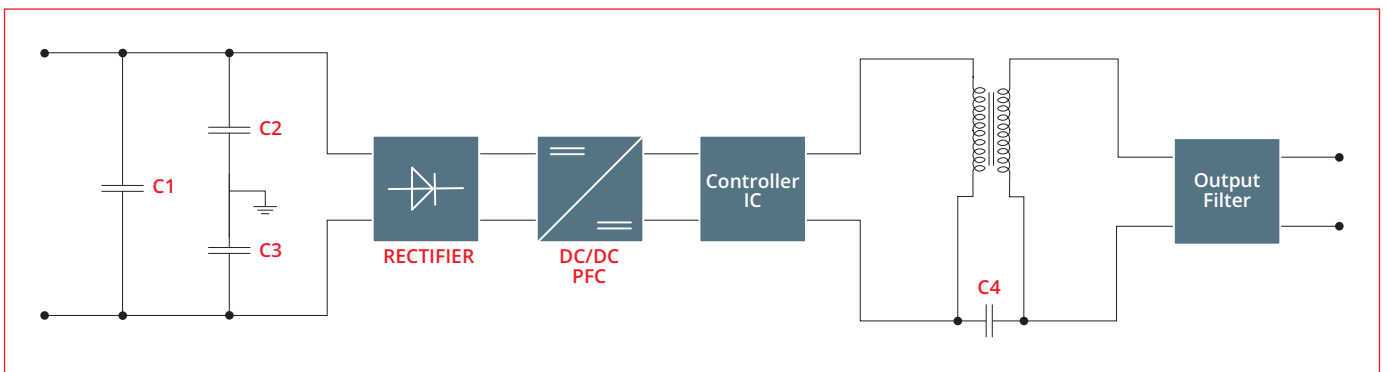 C2
C1
C3
RECTIFIER
DC/DC
PFC
Controller
IC
C4
Output
Filter